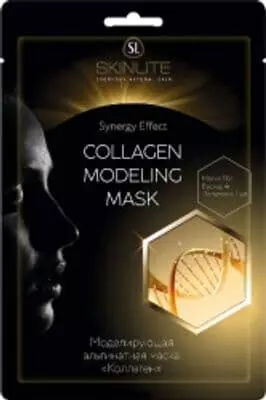 SL
SKINLITE
Synergy Effect
COLLAGEN
MODELING
MASK
Моделирующая
альгинатная маска
«Коллаген»